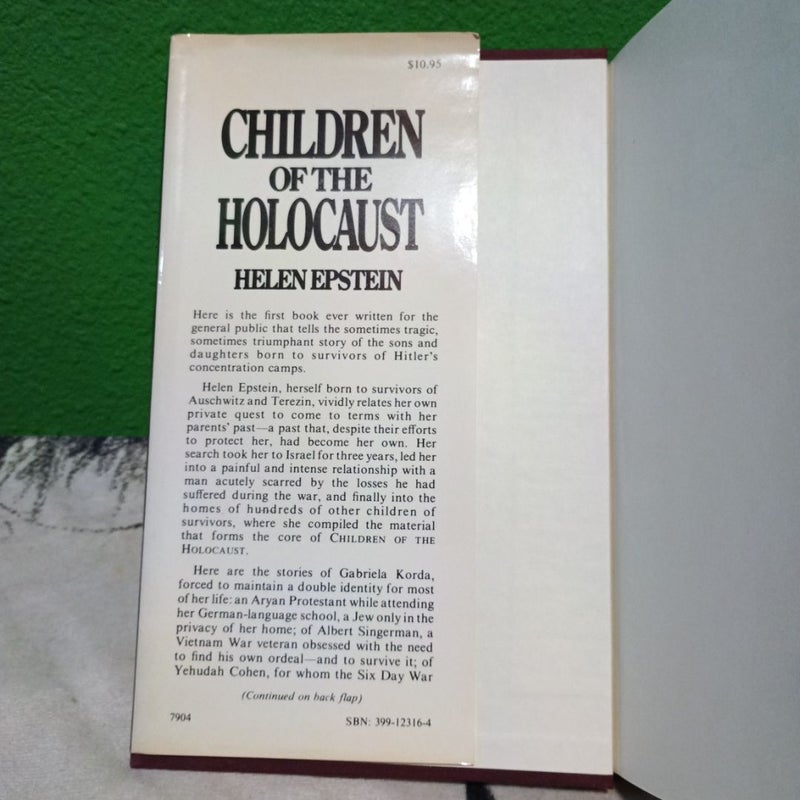 $10.95
CHILDREN
OF THE
HOLOCAUST
HELEN EPSTEIN
Here is the first book ever written for the
general public that tells the sometimes tragic,
sometimes triumphant story of the sons and
daughters born to survivors of Hitler's
concentration camps.
Helen Epstein, herself born to survivors of
Auschwitz and Terezin, vividly relates her own
private quest to come to terms with her
parents' past—a past that, despite their efforts
to protect her, had become her own. Her
search took her to Israel for three years, led her
into a painful and intense relationship with a
man acutely scarred by the losses he had
suffered during the war, and finally into the
homes of hundreds of other children of
survivors, where she compiled the material
that forms the core of CHILDREN OF THE
HOLOCAUST.
Here are the stories of Gabriela Korda,
forced to maintain a double identity for most
of her life: an Aryan Protestant while attending
her German-language school, a Jew only in the
privacy of her home; of Albert Singerman, a
Vietnam War veteran obsessed with the need
to find his own ordeal—and to survive it; of
Yehudah Cohen, for whom the Six Day War
(Continued on back flap)
7904 SBN: 399-12316-4